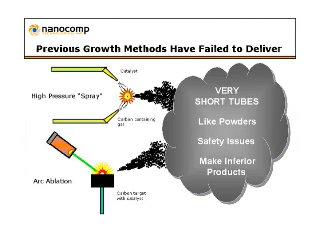 nanocomp
Previous Growth Methods Have Failed to Deliver
Catalyst
High Pressure "Spray"
Carbon containing
gas
VERY
SHORT TUBES
Like Powders
Safety Issues
Make Inferior
Products
Arc Ablation
Carbon target
with catalyst